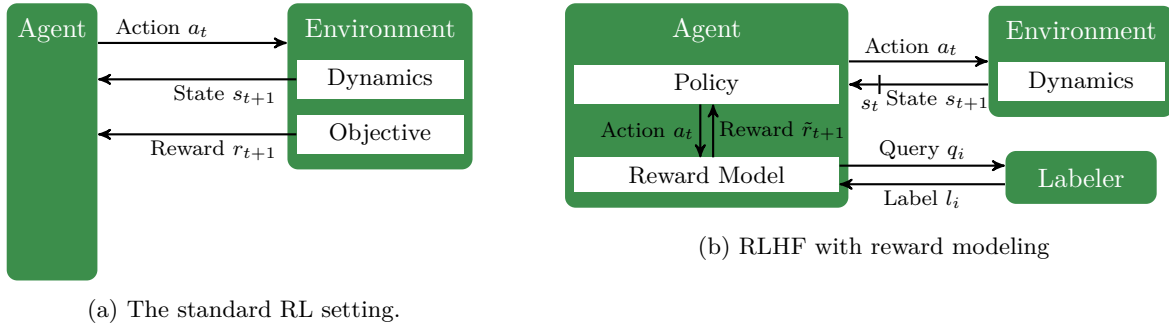 Agent
Action $a_t$
Environment
Dynamics
State $s_{t+1}$
Objective
Reward $r_{t+1}$
(a) The standard RL setting.
Agent
Policy
Action $a_t$
Reward $\tilde{r}_{t+1}$
Reward Model
Action $a_t$
Environment
Dynamics
$s_t$ State $s_{t+1}$
Query $q_i$
Labeler
Label $l_i$
(b) RLHF with reward modeling